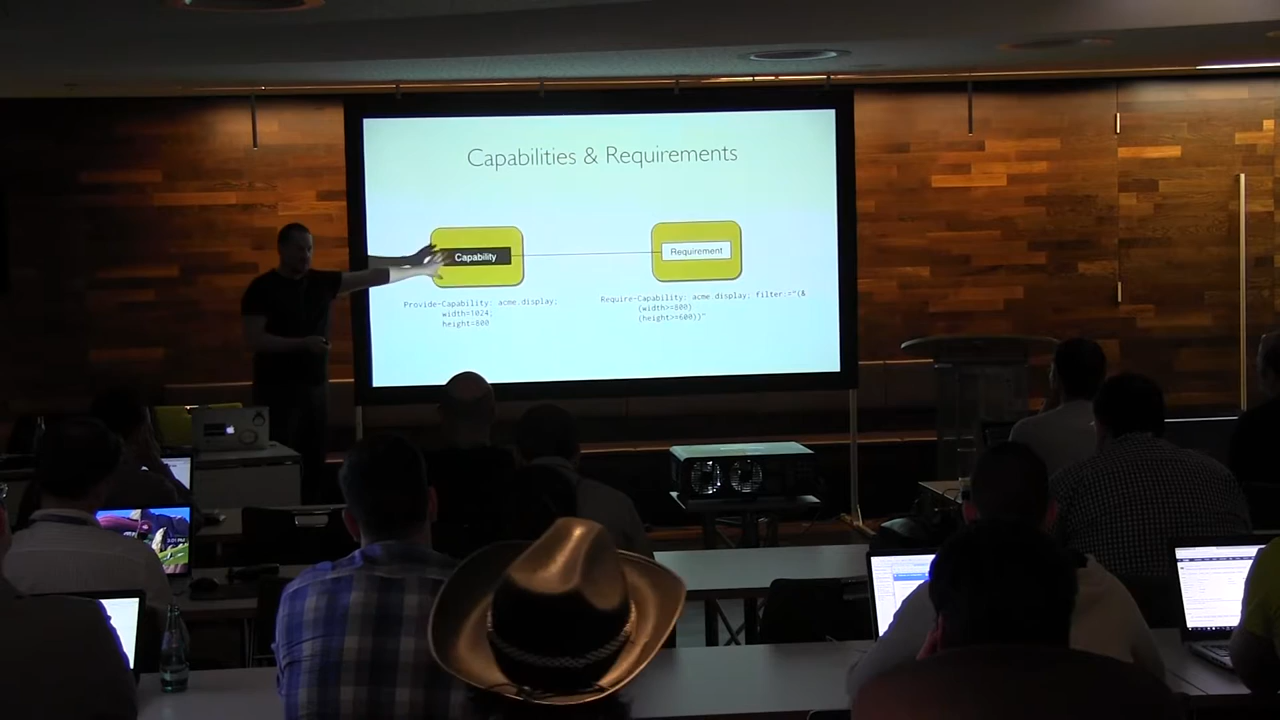 Capabilities & Requirements
Capability
Requirement
Provide-Capability: acme.display;
width=1024;
height=800
Require-Capability: acme.display; filter:="(&
(width>=800)
(height>=600)}"